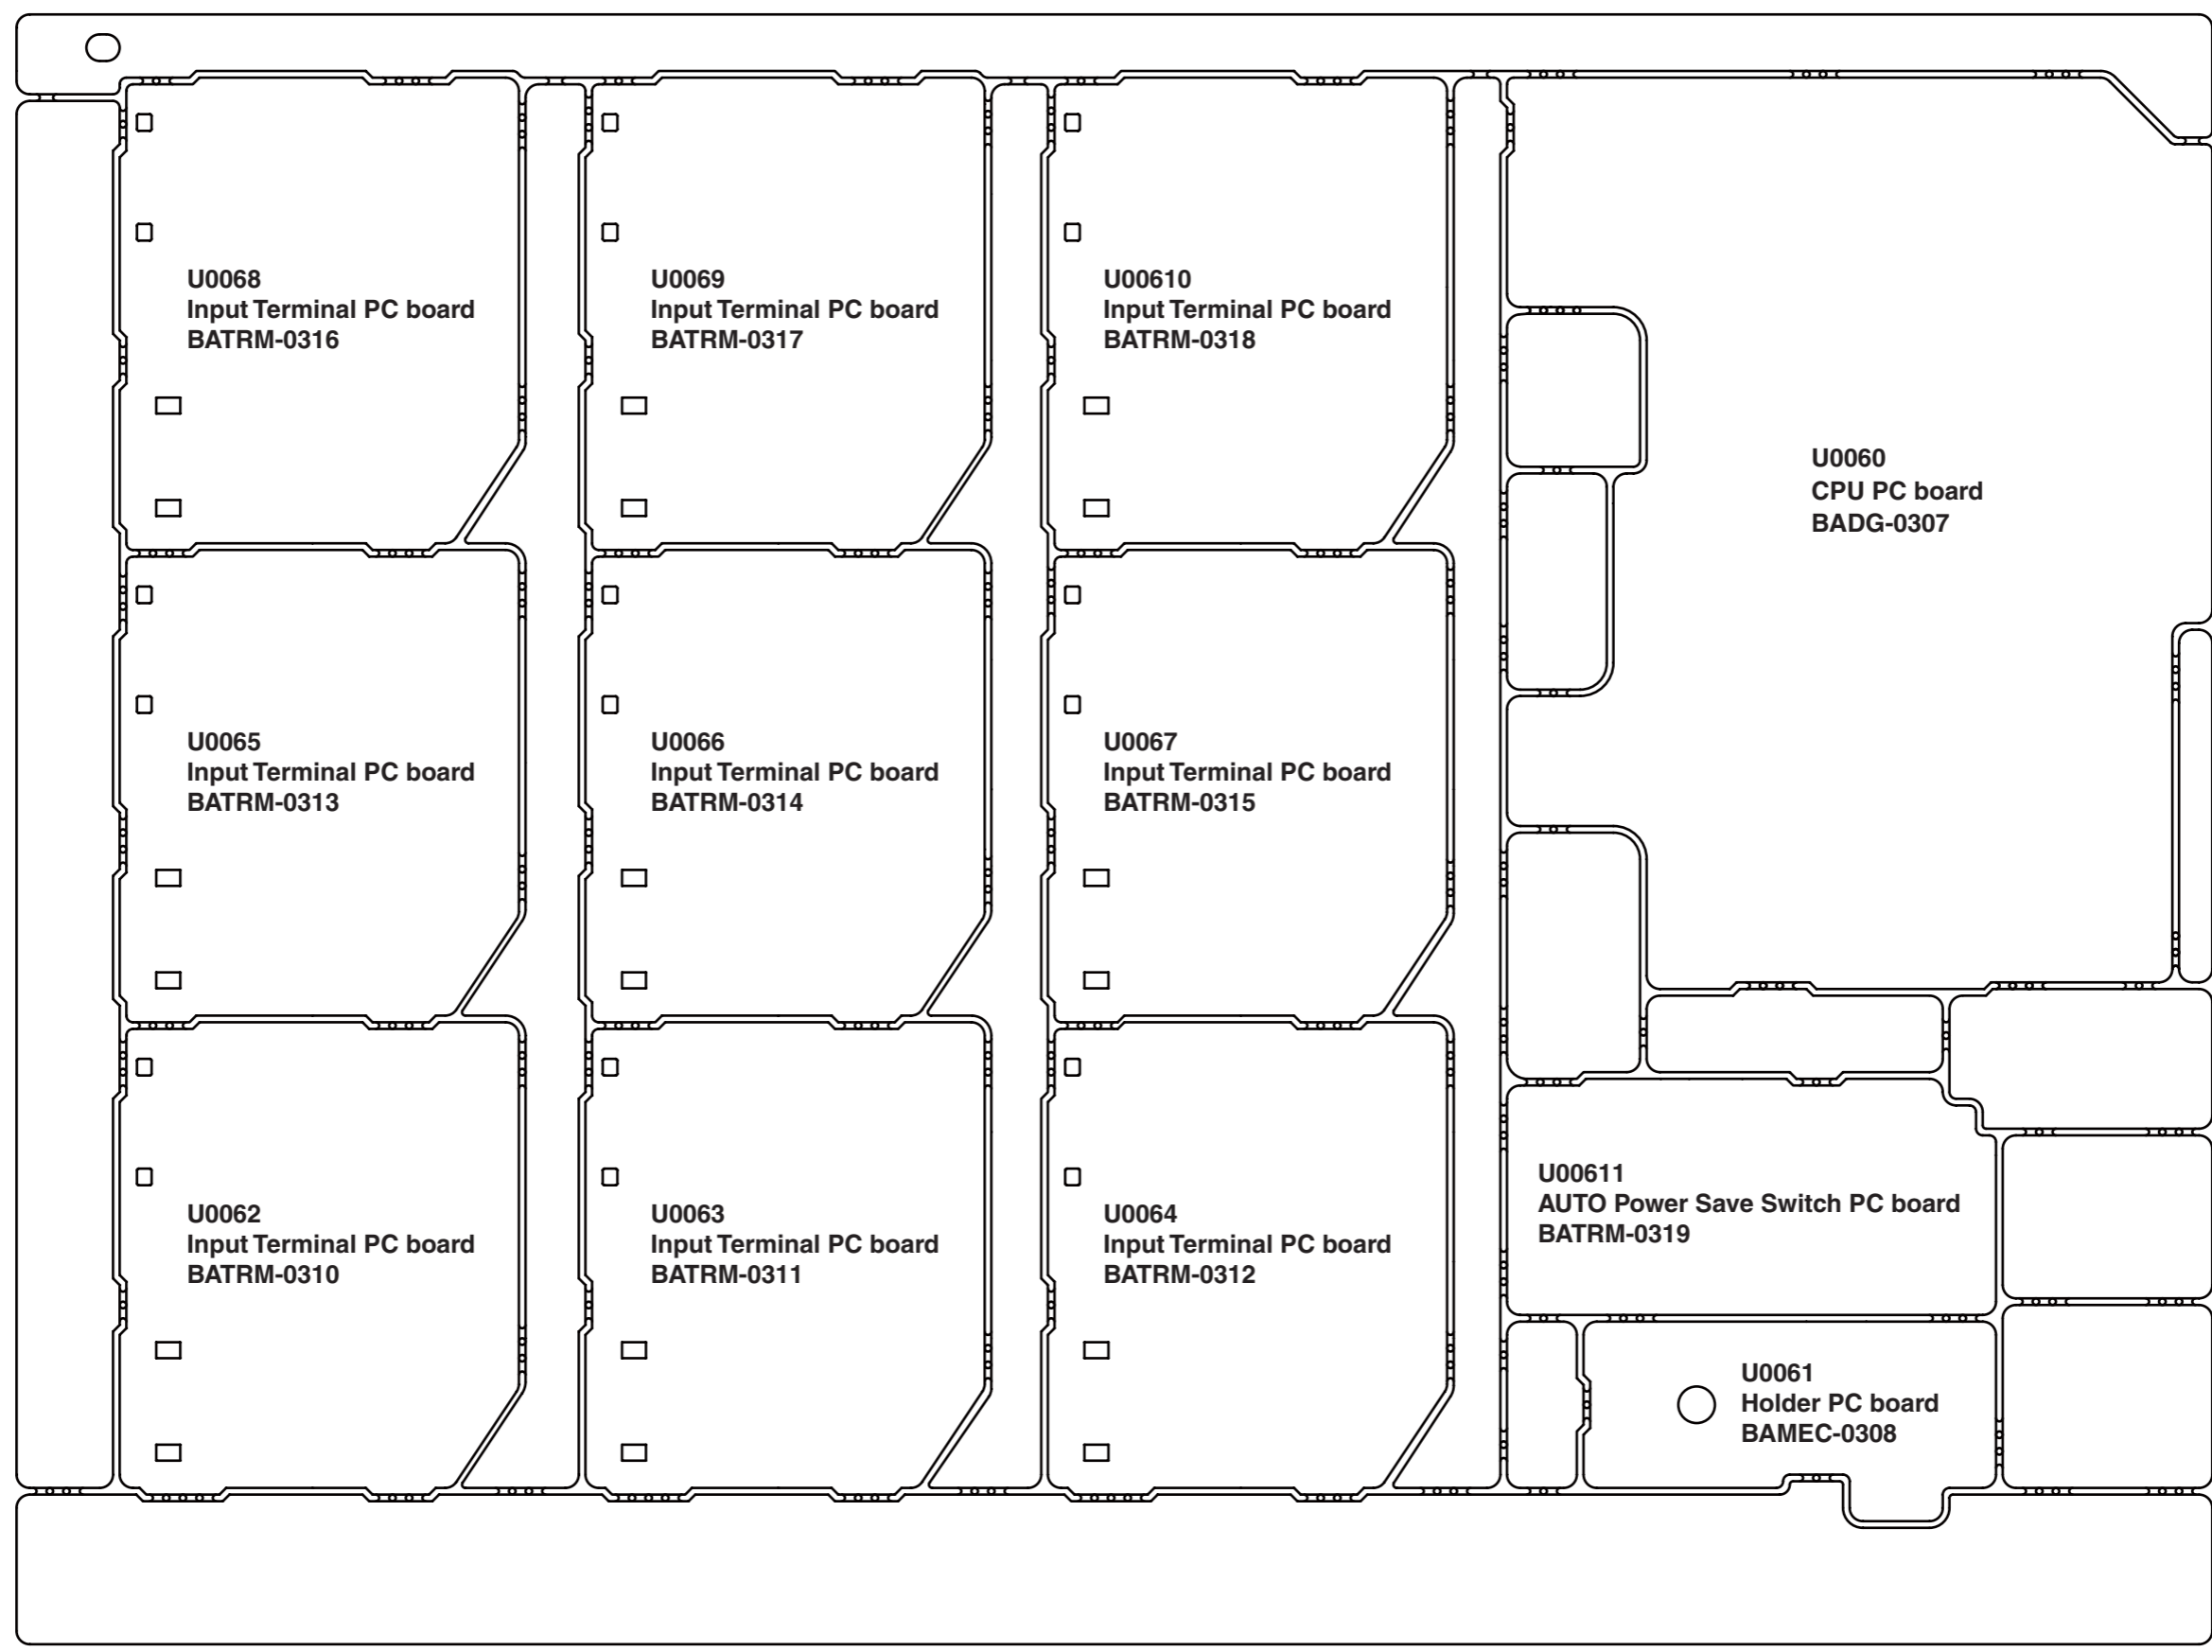 U0068
Input Terminal PC board
BATRM-0316
U0069
Input Terminal PC board
BATRM-0317
U00610
Input Terminal PC board
BATRM-0318
U0060
CPU PC board
BADG-0307
U0065
Input Terminal PC board
BATRM-0313
U0066
Input Terminal PC board
BATRM-0314
U0067
Input Terminal PC board
BATRM-0315
U0062
Input Terminal PC board
BATRM-0310
U0063
Input Terminal PC board
BATRM-0311
U0064
Input Terminal PC board
BATRM-0312
U00611
AUTO Power Save Switch PC board
BATRM-0319
U0061
Holder PC board
BAMEC-0308